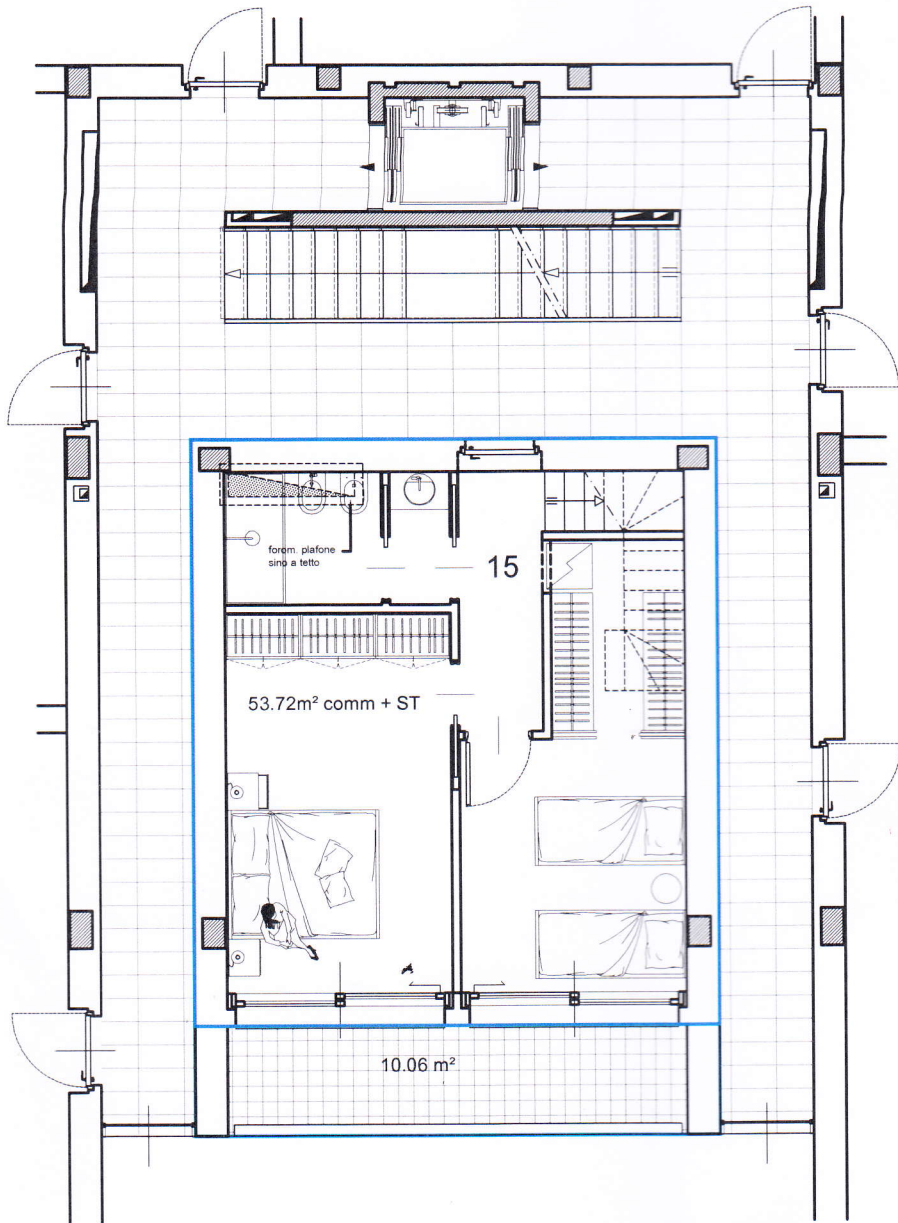 forom. plafone
sino a tetto
15
53.72m² comm + ST
10.06 m²